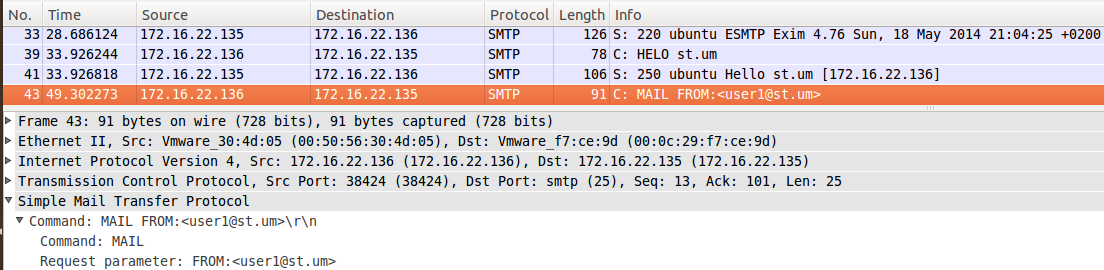 No. Time Source Destination Protocol Length Info
33 28.686124 172.16.22.135 172.16.22.136 SMTP 126 S: 220 ubuntu ESMTP Exim 4.76 Sun, 18 May 2014 21:04:25 +0200
39 33.926244 172.16.22.136 172.16.22.135 SMTP 78 C: HELO st.um
41 33.926818 172.16.22.135 172.16.22.136 SMTP 106 S: 250 ubuntu Hello st.um [172.16.22.136]
43 49.302273 172.16.22.136 172.16.22.135 SMTP 91 C: MAIL FROM:<user1@st.um>
Frame 43: 91 bytes on wire (728 bits), 91 bytes captured (728 bits)
Ethernet II, Src: Vmware_30:4d:05 (00:50:56:30:4d:05), Dst: Vmware_f7:ce:9d (00:0c:29:f7:ce:9d)
Internet Protocol Version 4, Src: 172.16.22.136 (172.16.22.136), Dst: 172.16.22.135 (172.16.22.135)
Transmission Control Protocol, Src Port: 38424 (38424), Dst Port: smtp (25), Seq: 13, Ack: 101, Len: 25
Simple Mail Transfer Protocol
Command: MAIL FROM:<user1@st.um>\r\n
Command: MAIL
Request parameter: FROM:<user1@st.um>